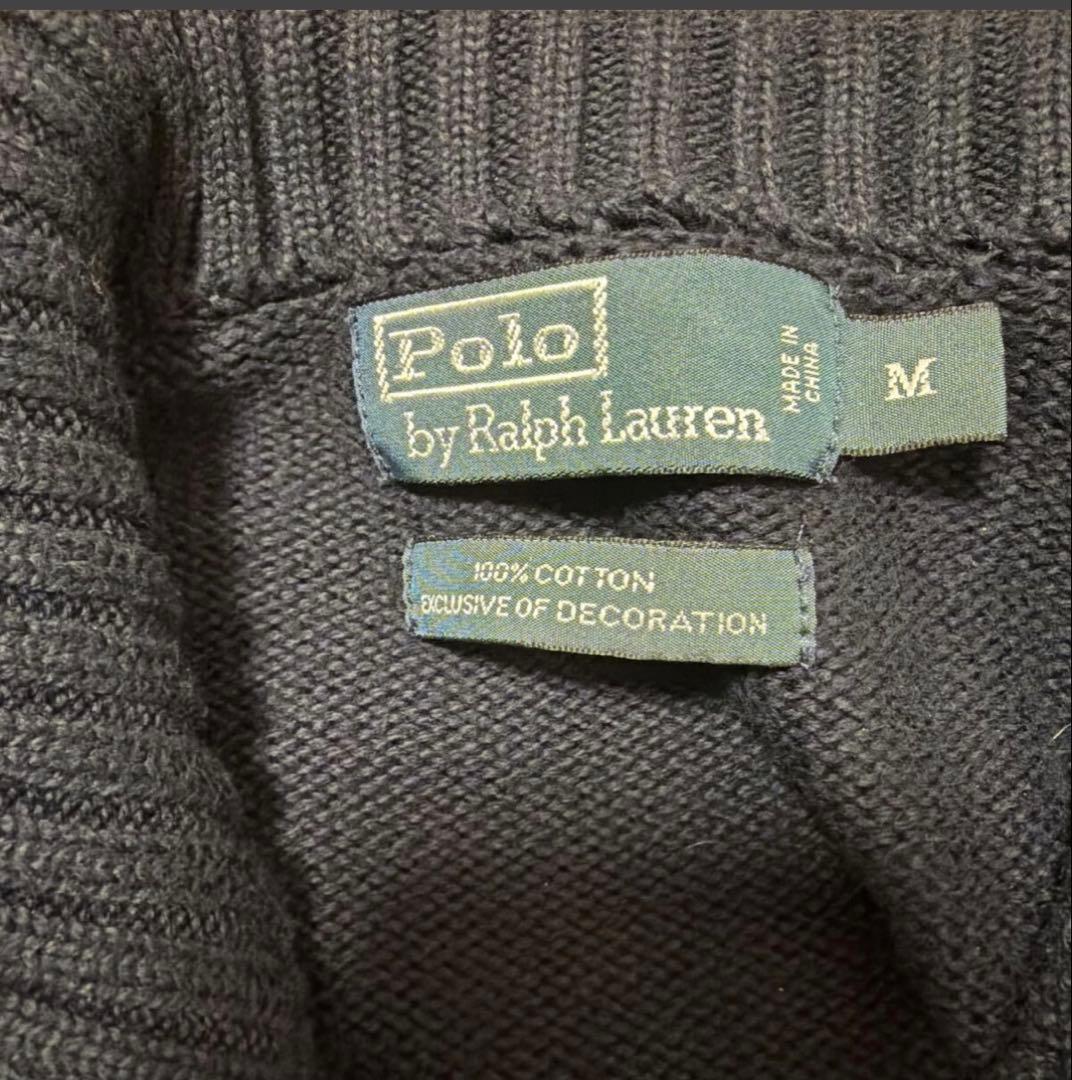 Polo
by Ralph Lauren
MADE IN
CHINA
M
100% COTTON
EXCLUSIVE OF DECORATION